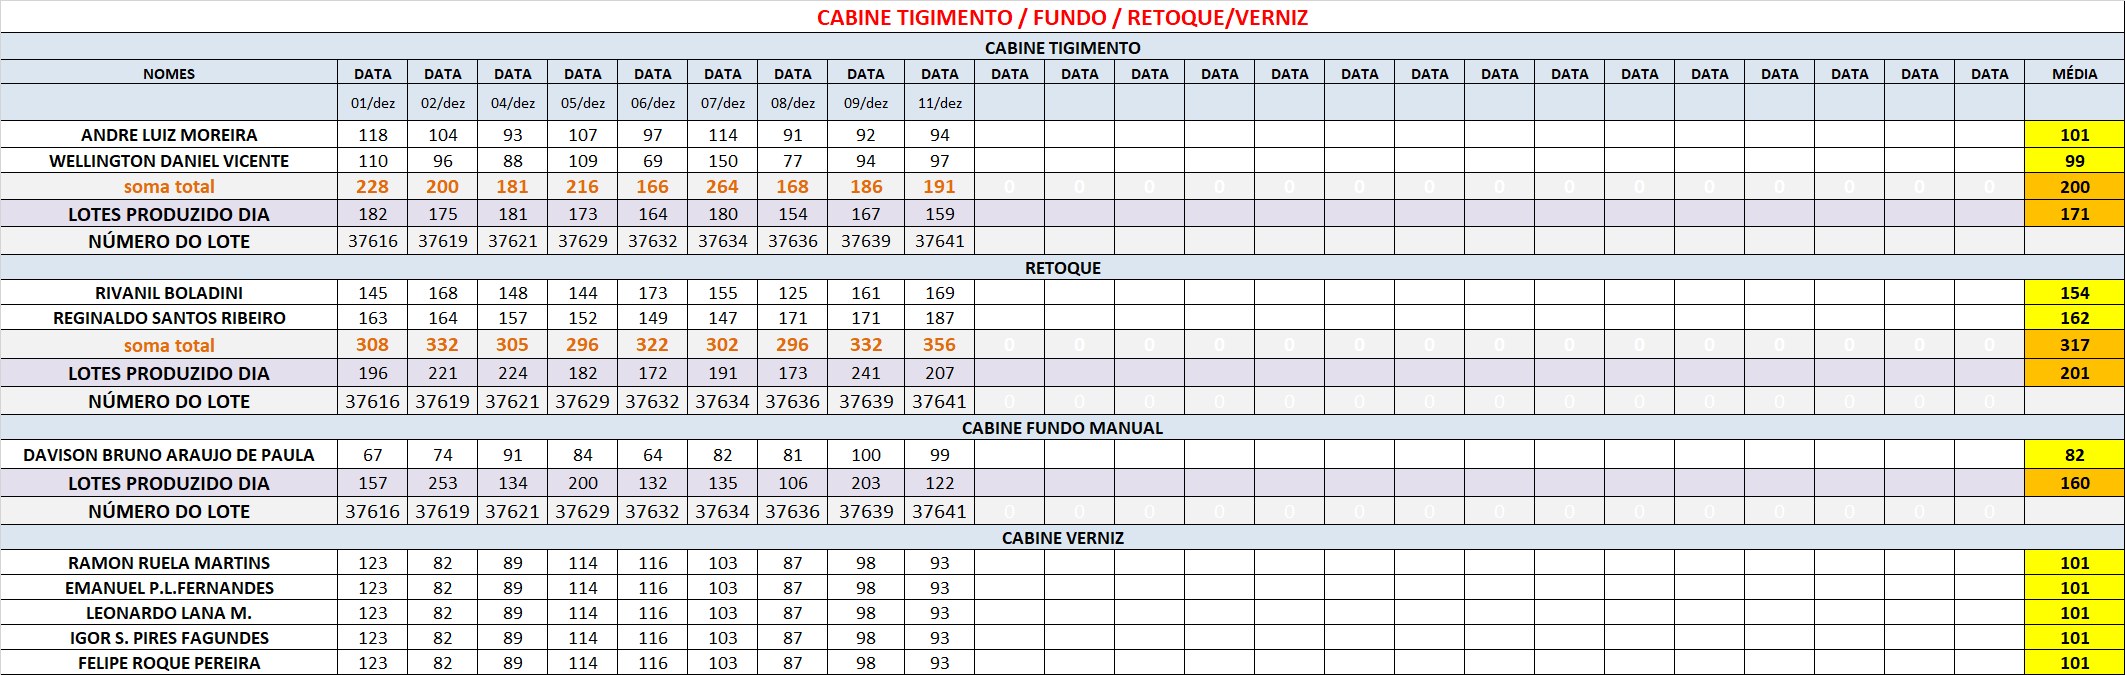 CABINE TIGIMENTO / FUNDO / RETOQUE/VERNIZ
CABINE TIGIMENTO
NOMES DATA DATA DATA DATA DATA DATA DATA DATA DATA DATA DATA DATA DATA DATA DATA DATA DATA DATA DATA DATA DATA DATA DATA DATA MÉDIA
01/dez 02/dez 04/dez 05/dez 06/dez 07/dez 08/dez 09/dez 11/dez
ANDRE LUIZ MOREIRA 118 104 93 107 97 114 91 92 94 101
WELLINGTON DANIEL VICENTE 110 96 88 109 69 150 77 94 97 99
soma total 228 200 181 216 166 264 168 186 191 0 0 0 0 0 0 0 0 0 0 0 0 0 0 0 200
LOTES PRODUZIDO DIA 182 175 181 173 164 180 154 167 159 171
NÚMERO DO LOTE 37616 37619 37621 37629 37632 37634 37636 37639 37641
RETOQUE
RIVANIL BOLADINI 145 168 148 144 173 155 125 161 169 154
REGINALDO SANTOS RIBEIRO 163 164 157 152 149 147 171 171 187 162
soma total 308 332 305 296 322 302 296 332 356 0 0 0 0 0 0 0 0 0 0 0 0 0 0 0 317
LOTES PRODUZIDO DIA 196 221 224 182 172 191 173 241 207 201
NÚMERO DO LOTE 37616 37619 37621 37629 37632 37634 37636 37639 37641 0 0 0 0 0 0 0 0 0 0 0 0 0 0 0
CABINE FUNDO MANUAL
DAVISON BRUNO ARAUJO DE PAULA 67 74 91 84 64 82 81 100 99 82
LOTES PRODUZIDO DIA 157 253 134 200 132 135 106 203 122 160
NÚMERO DO LOTE 37616 37619 37621 37629 37632 37634 37636 37639 37641 0 0 0 0 0 0 0 0 0 0 0 0 0 0 0
CABINE VERNIZ
RAMON RUELA MARTINS 123 82 89 114 116 103 87 98 93 101
EMANUEL P.L.FERNANDES 123 82 89 114 116 103 87 98 93 101
LEONARDO LANA M. 123 82 89 114 116 103 87 98 93 101
IGOR S. PIRES FAGUNDES 123 82 89 114 116 103 87 98 93 101
FELIPE ROQUE PEREIRA 123 82 89 114 116 103 87 98 93 101